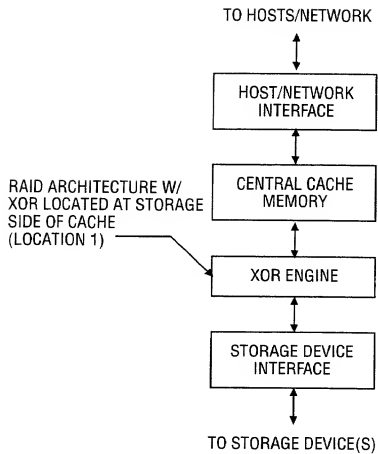 TO HOSTS/NETWORK
HOST/NETWORK
INTERFACE
RAID ARCHITECTURE W/
XOR LOCATED AT STORAGE
SIDE OF CACHE
(LOCATION 1)
CENTRAL CACHE
MEMORY
XOR ENGINE
STORAGE DEVICE
INTERFACE
TO STORAGE DEVICE(S)